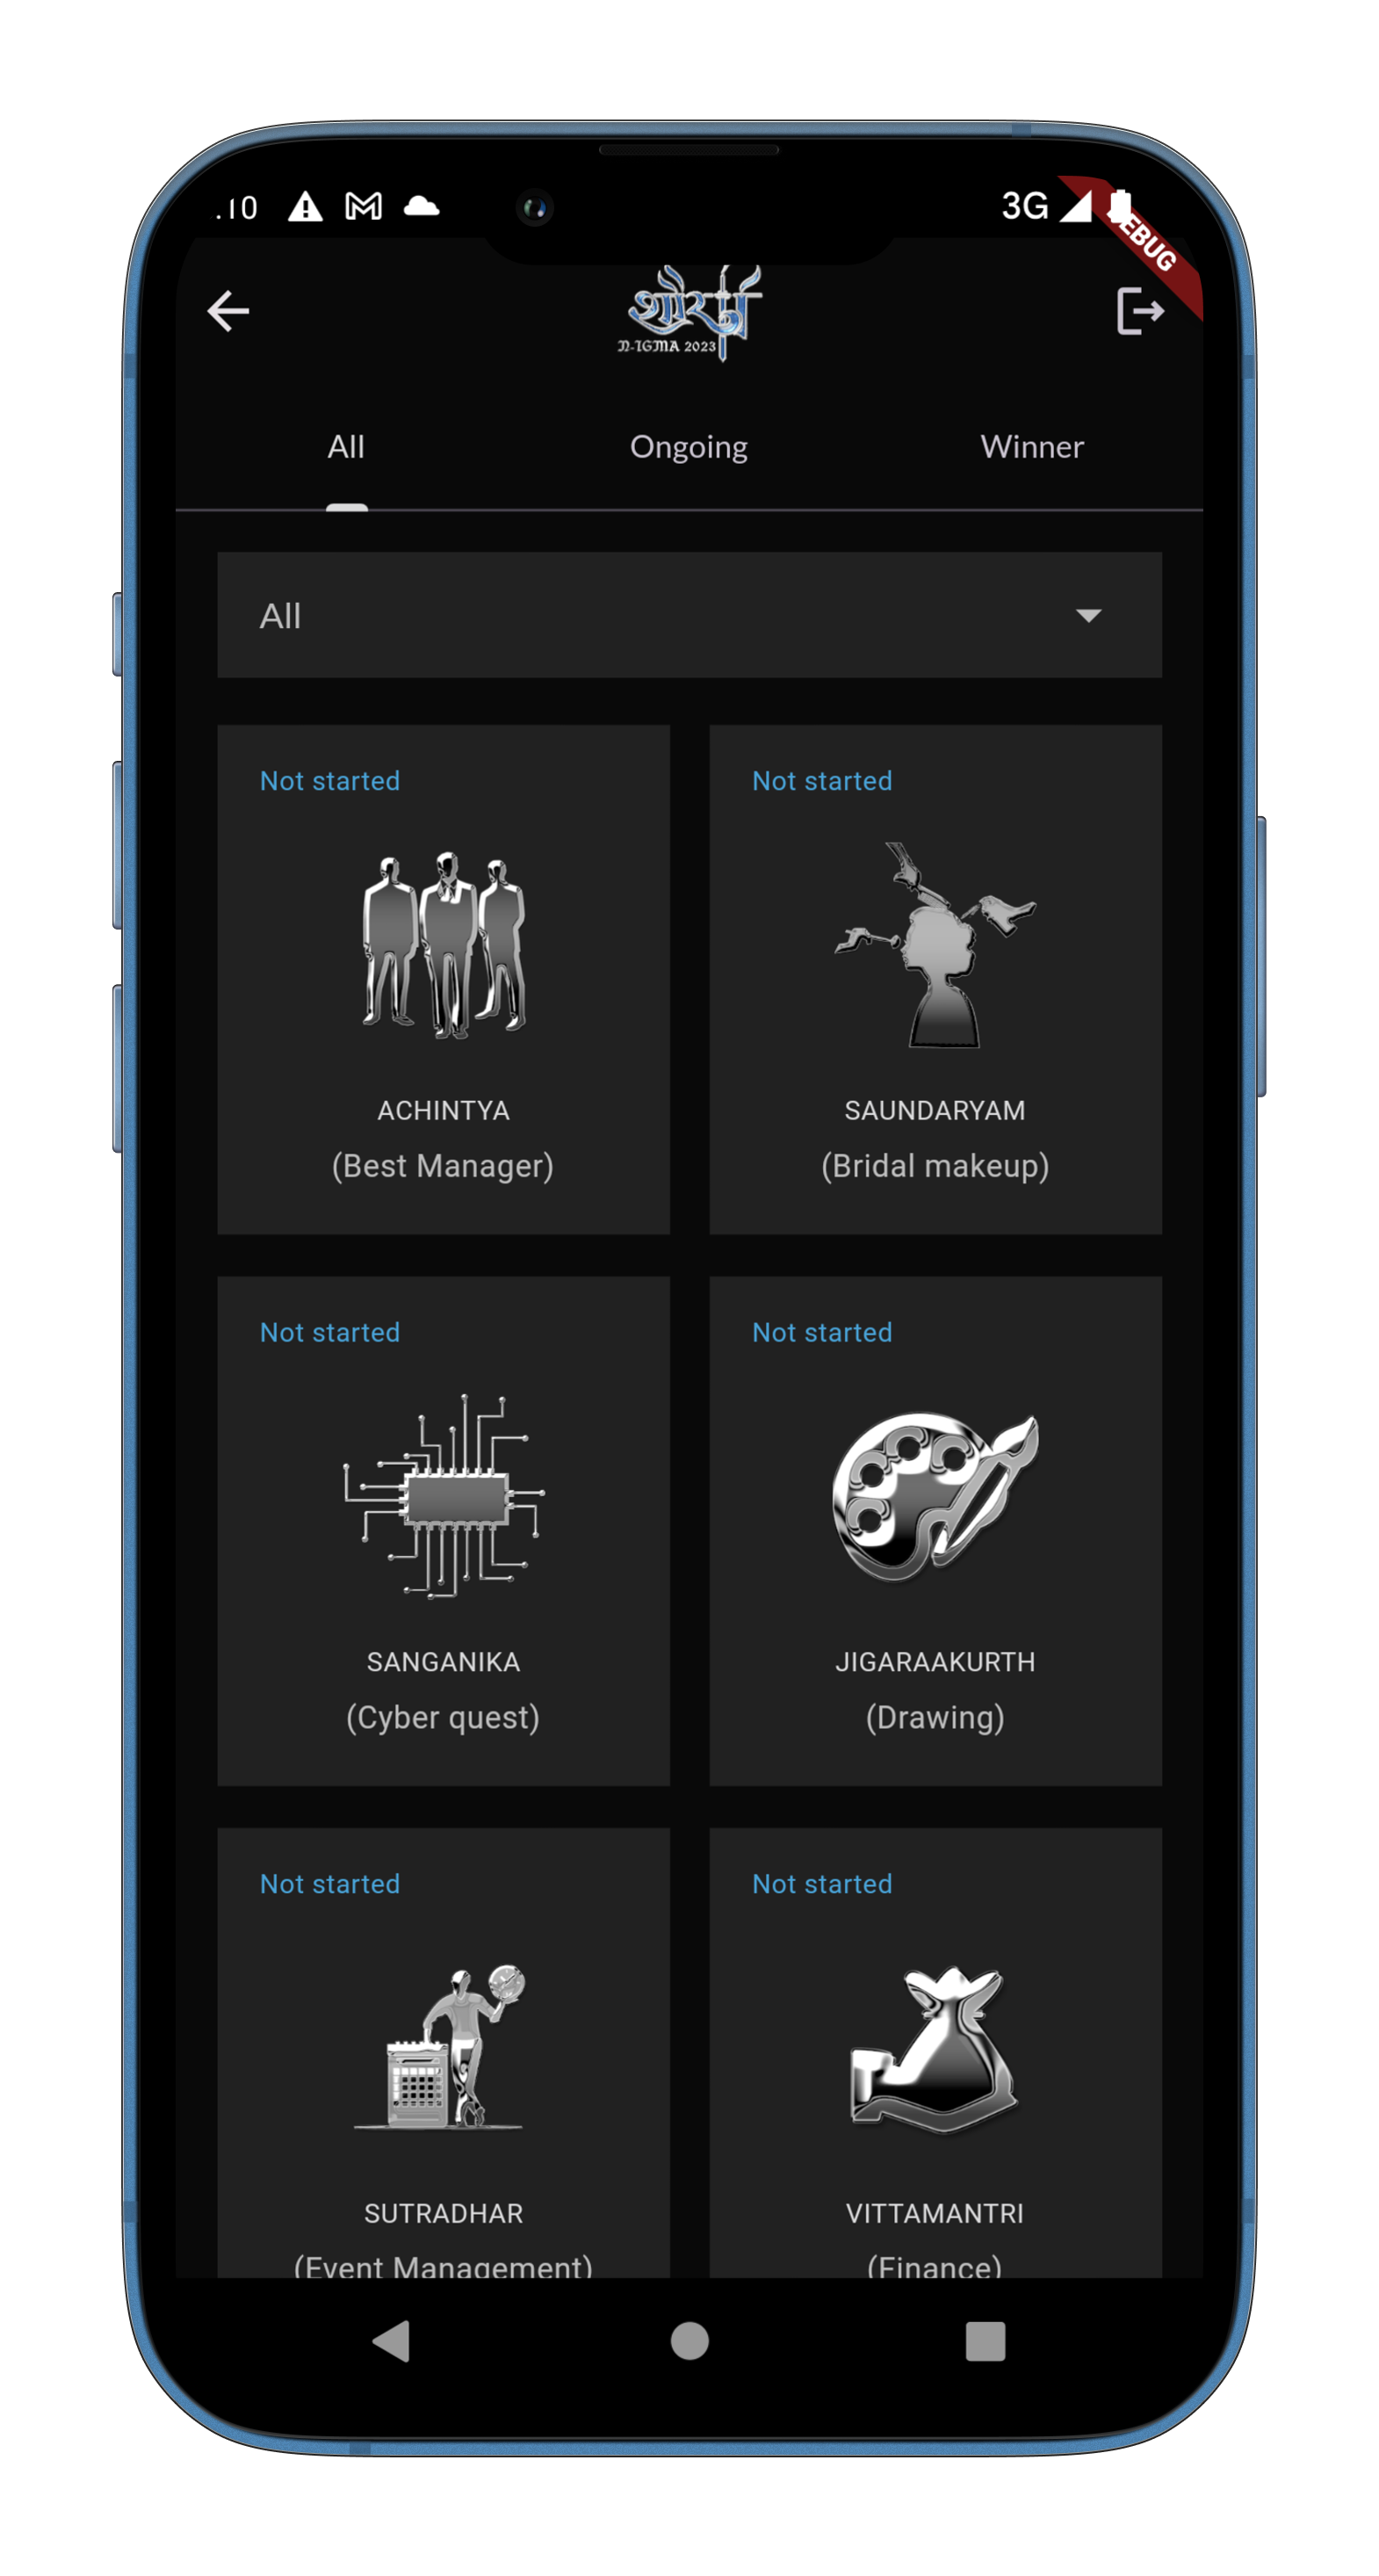 .10
3G
DEBUG
शौर्य
N-IGMA 2023
All
Ongoing
Winner
All
Not started
Not started
ACHINTYA
SAUNDARYAM
(Best Manager)
(Bridal makeup)
Not started
Not started
SANGANIKA
JIGARAAKURTH
(Cyber quest)
(Drawing)
Not started
Not started
SUTRADHAR
VITTAMANTRI
(Event Management)
(Finance)